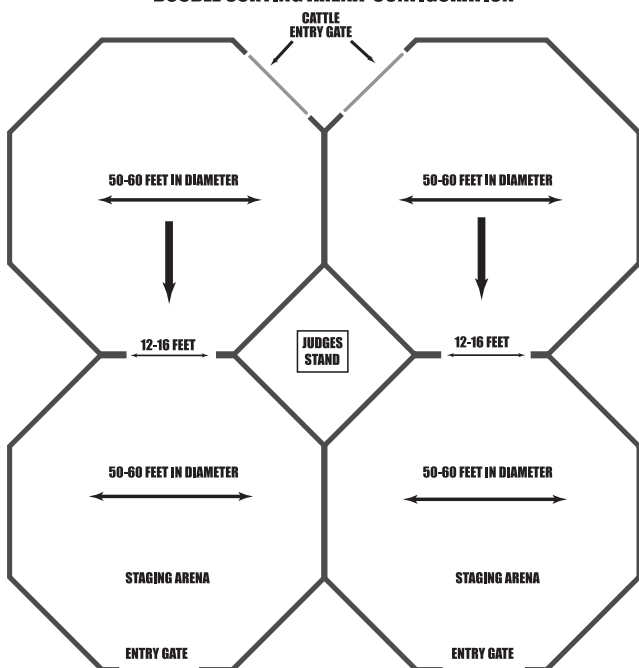 CATTLE
ENTRY GATE
50-60 FEET IN DIAMETER
50-60 FEET IN DIAMETER
12-16 FEET
JUDGES
STAND
12-16 FEET
50-60 FEET IN DIAMETER
50-60 FEET IN DIAMETER
STAGING ARENA
STAGING ARENA
ENTRY GATE
ENTRY GATE